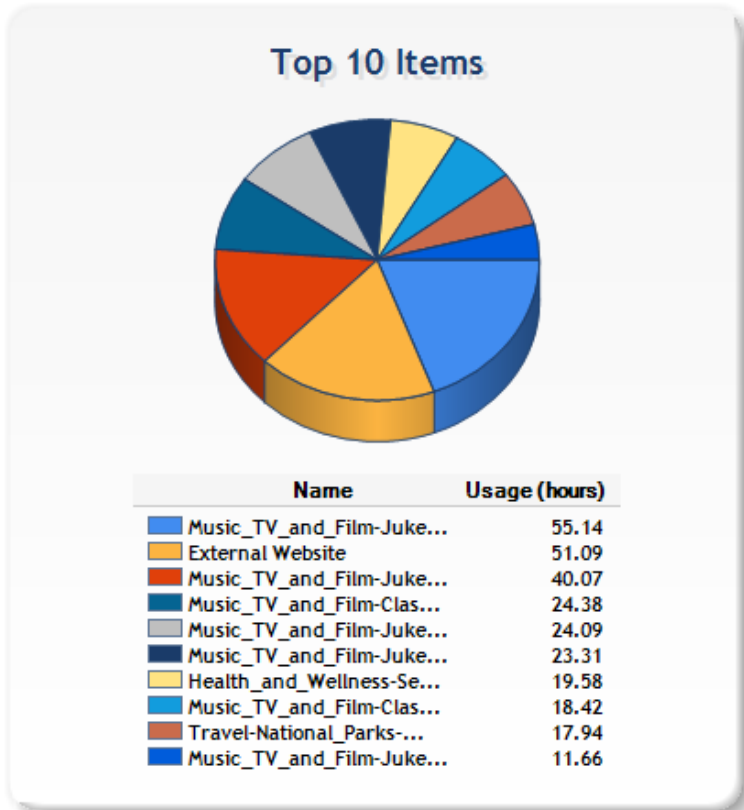 Top 10 Items
Name Usage (hours)
Music_TV_and_Film-Juke... 55.14
External Website 51.09
Music_TV_and_Film-Juke... 40.07
Music_TV_and_Film-Clas... 24.38
Music_TV_and_Film-Juke... 24.09
Music_TV_and_Film-Juke... 23.31
Health_and_Wellness-Se... 19.58
Music_TV_and_Film-Clas... 18.42
Travel-National_Parks-... 17.94
Music_TV_and_Film-Juke... 11.66